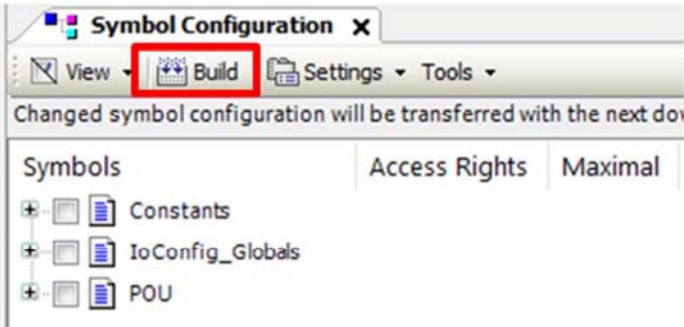 Symbol Configuration
View Build Settings Tools
Changed symbol configuration will be transferred with the next
Symbols Access Rights Maximal
Constants
IoConfig_Globals
POU